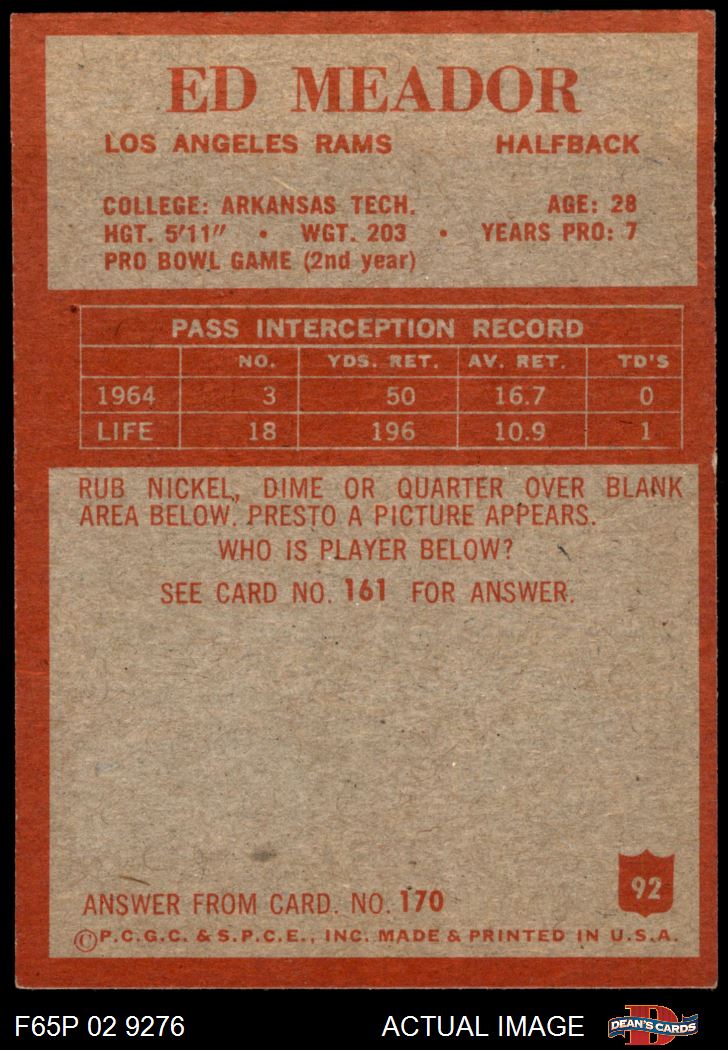 ED MEADOR
LOS ANGELES RAMS HALFBACK
COLLEGE: ARKANSAS TECH. AGE: 28
HGT. 5'11" • WGT. 203 • YEARS PRO: 7
PRO BOWL GAME (2nd year)
PASS INTERCEPTION RECORD
NO. YDS. RET. AV. RET. TD'S
1964 3 50 16.7 0
LIFE 18 196 10.9 1
RUB NICKEL, DIME OR QUARTER OVER BLANK
AREA BELOW. PRESTO A PICTURE APPEARS.
WHO IS PLAYER BELOW?
SEE CARD NO. 161 FOR ANSWER.
92
ANSWER FROM CARD. NO. 170
©P.C.G.C. & S.P.C.E., INC. MADE & PRINTED IN U.S.A.
F65P 02 9276 ACTUAL IMAGE
D
DEAN'S CARDS